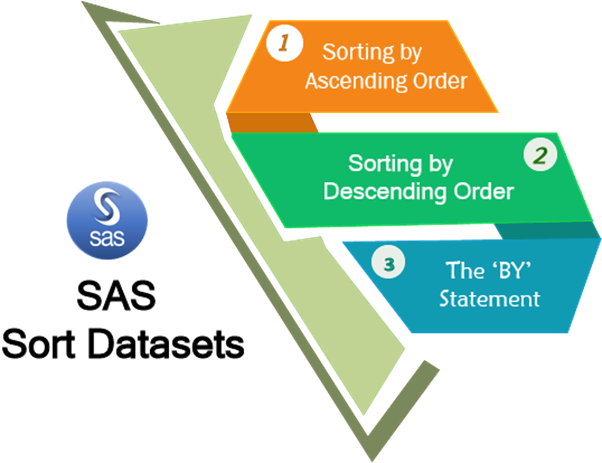 1
Sorting by
Ascending Order
Sorting by
Descending Order
2
3
The ‘BY’
Statement
sas
SAS
Sort Datasets